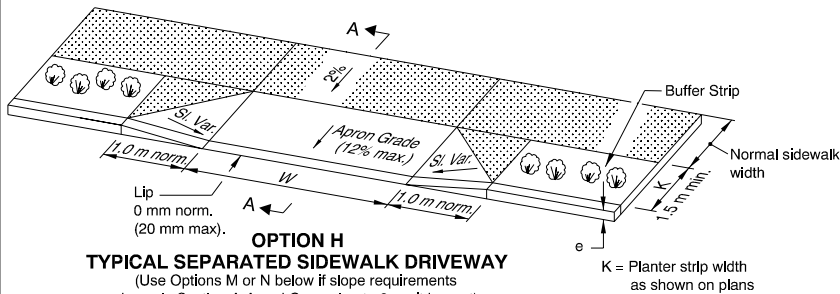 A
2%
Buffer Strip
Sl. Var.
Apron Grade
(12% max.)
Sl. Var.
Normal sidewalk
width
1.0 m norm.
W
K
1.5 m min.
Lip
0 mm norm.
(20 mm max).
A
1.0 m norm.
e
OPTION H
TYPICAL SEPARATED SIDEWALK DRIVEWAY
(Use Options M or N below if slope requirements
K = Planter strip width
as shown on plans